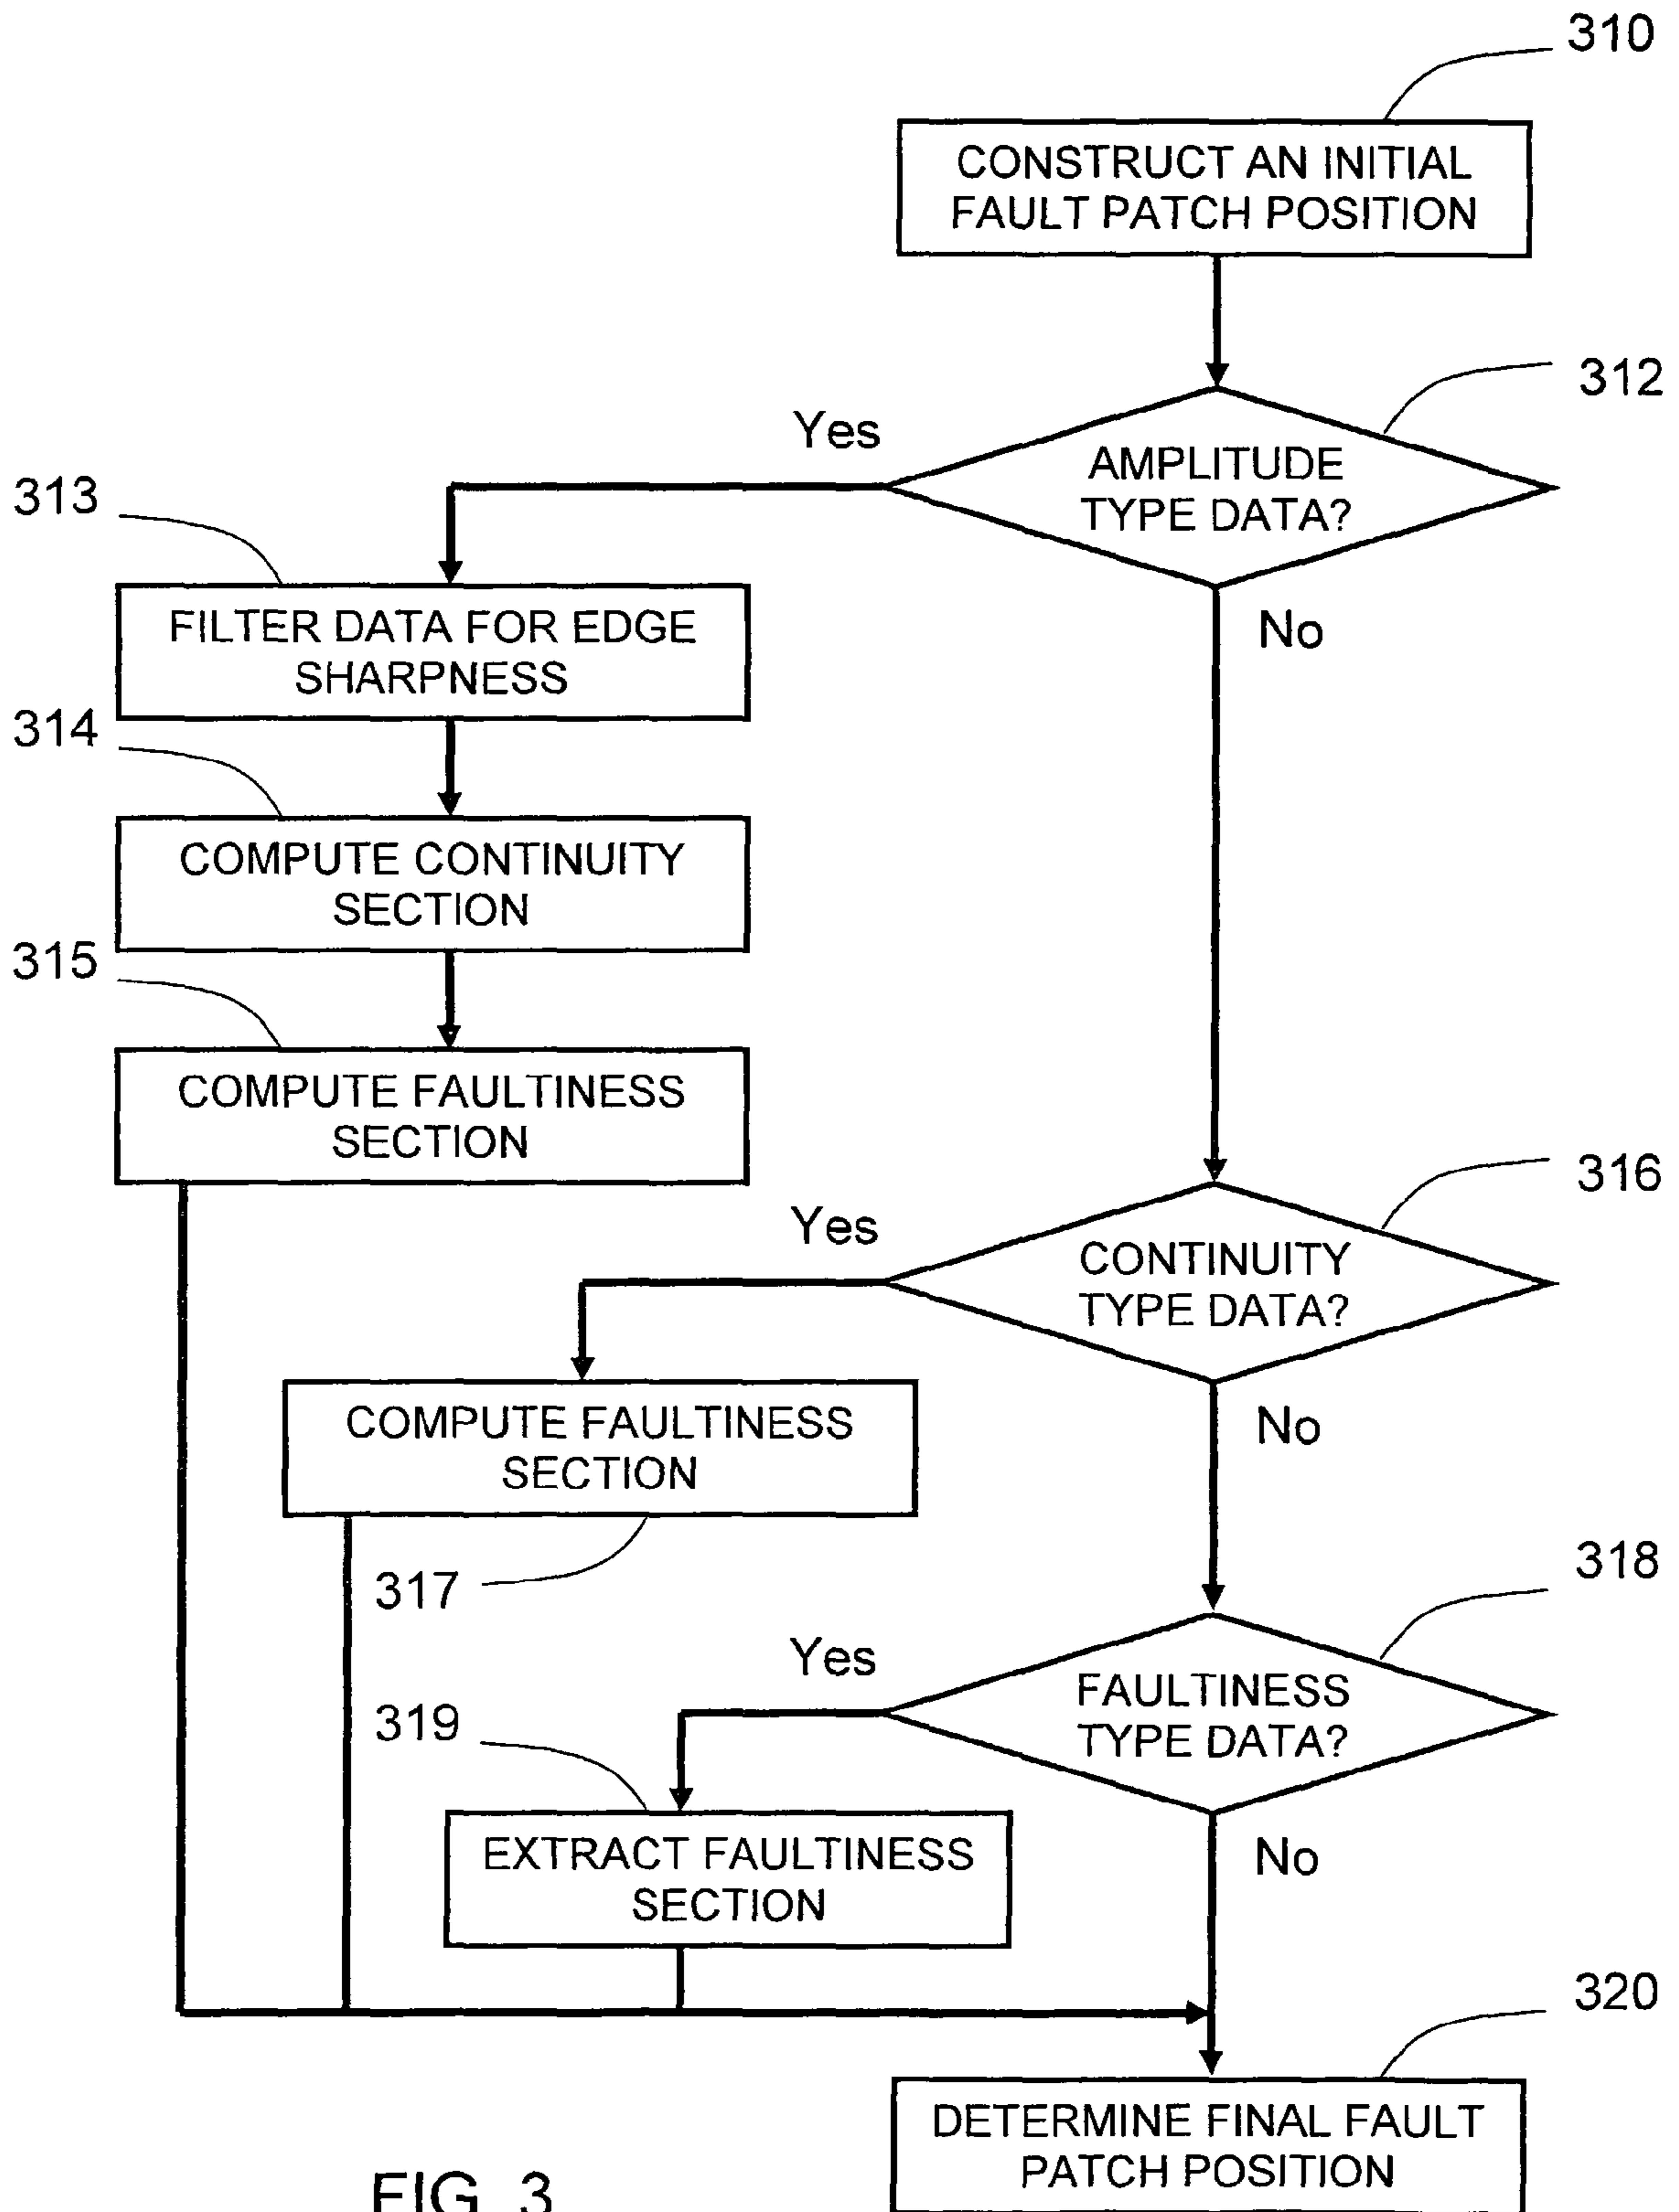 310
CONSTRUCT AN INITIAL
FAULT PATCH POSITION
312
Yes
AMPLITUDE
TYPE DATA?
313
No
FILTER DATA FOR EDGE
SHARPNESS
314
COMPUTE CONTINUITY
SECTION
315
COMPUTE FAULTINESS
SECTION
316
Yes
CONTINUITY
TYPE DATA?
COMPUTE FAULTINESS
SECTION
No
317
318
Yes
FAULTINESS
TYPE DATA?
319
EXTRACT FAULTINESS
SECTION
No
320
DETERMINE FINAL FAULT
PATCH POSITION
FIG. 3